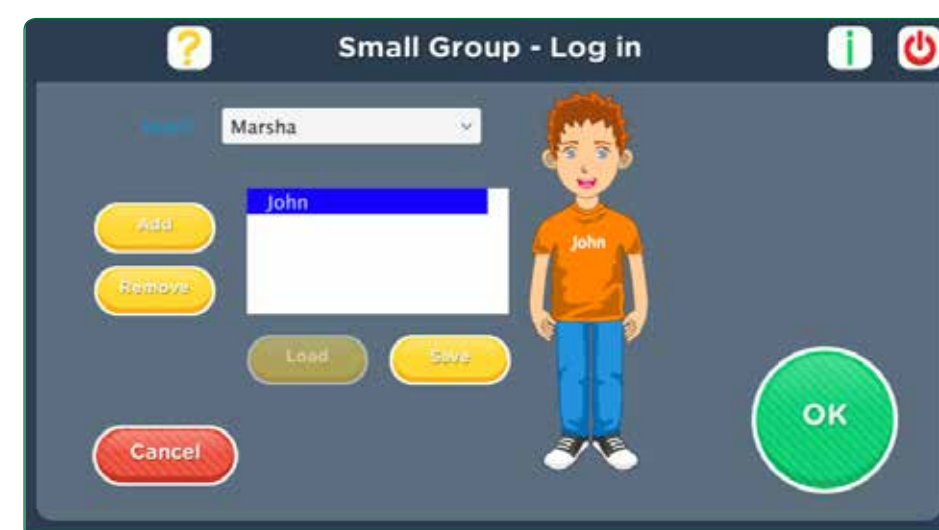 ?
Small Group - Log in
i
Marsha
John
Add
John
Remove
Load
Save
OK
Cancel